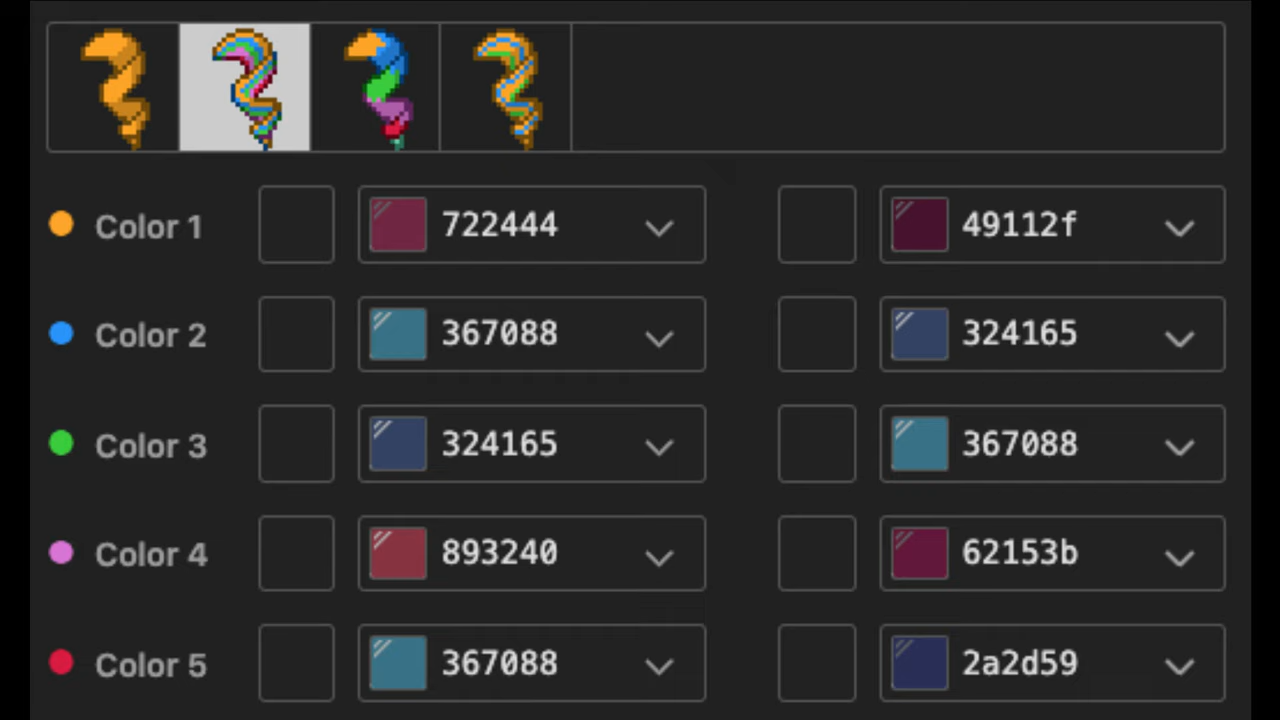 Color 1 722444 49112f
Color 2 367088 324165
Color 3 324165 367088
Color 4 893240 62153b
Color 5 367088 2a2d59